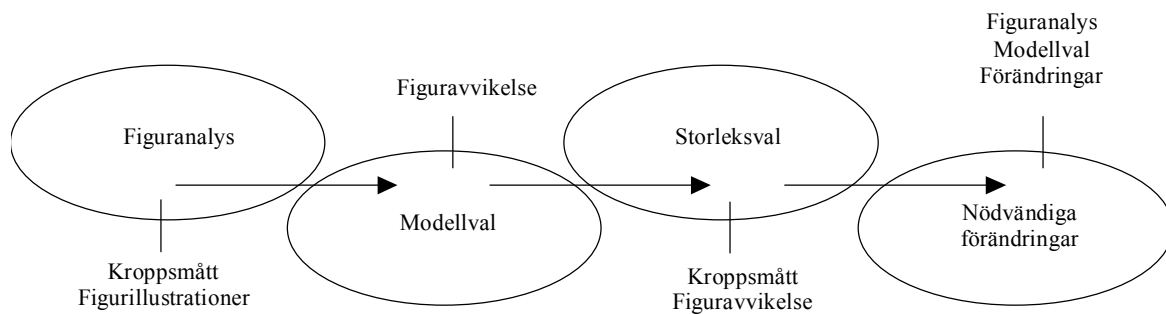 Figuranalys
Kroppsmått
Figurillustrationer
Figuravvikelse
Modellval
Storleksval
Kroppsmått
Figuravvikelse
Figuranalys
Modellval
Förändringar
Nödvändiga
förändringar